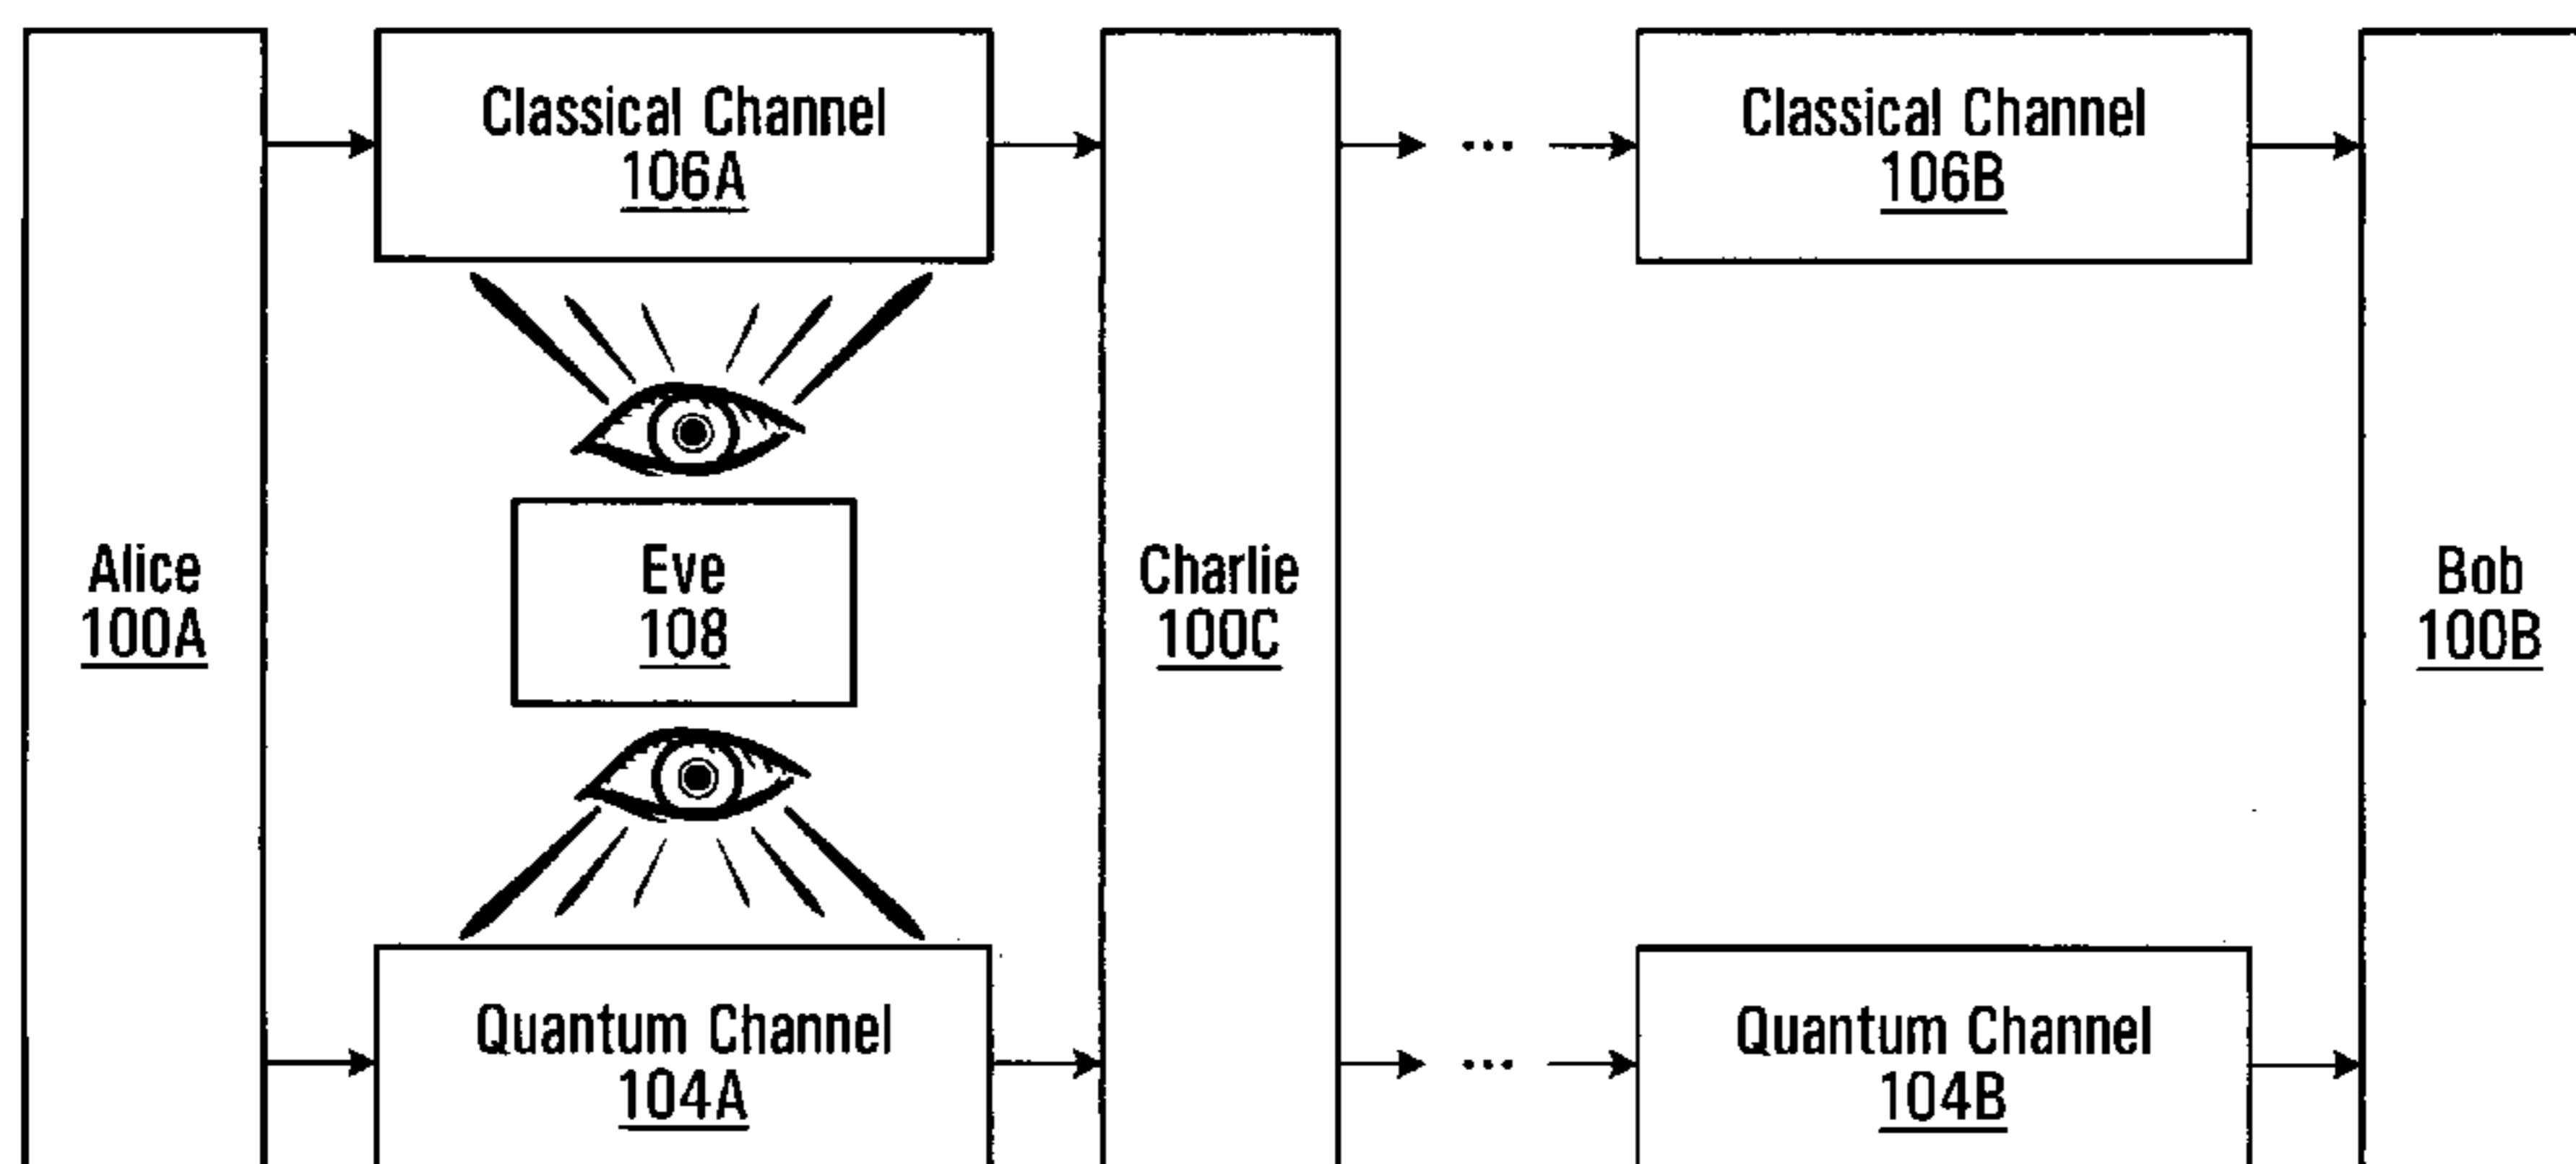 Classical Channel
106A
...
Classical Channel
106B
Alice
100A
Eve
108
Charlie
100C
Bob
100B
Quantum Channel
104A
...
Quantum Channel
104B